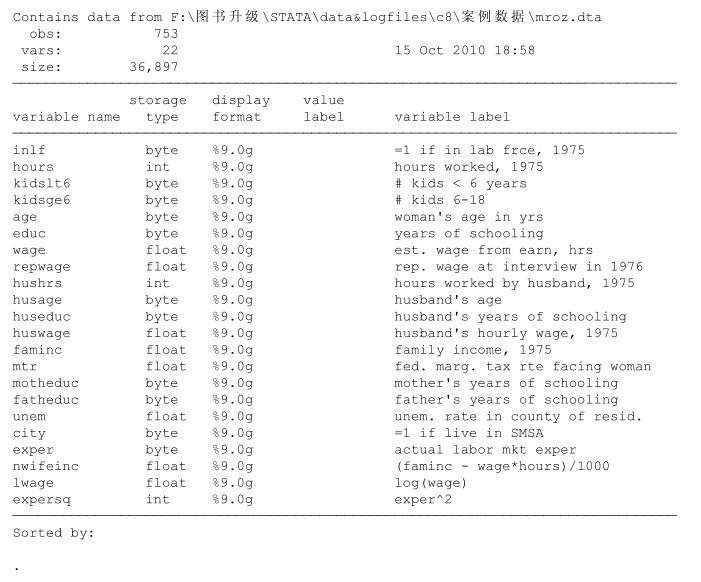 Contains data from F:\图书升级\STATA\data&logfiles\c8\案例数据\mroz.dta
obs: 753
vars: 22 15 Oct 2010 18:58
size: 36,897
storage display value
variable name type format label variable label
inlf byte %9.0g =1 if in lab frce, 1975
hours int %9.0g hours worked, 1975
kidslt6 byte %9.0g # kids < 6 years
kidsge6 byte %9.0g # kids 6-18
age byte %9.0g woman's age in yrs
educ byte %9.0g years of schooling
wage float %9.0g est. wage from earn, hrs
repwage float %9.0g rep. wage at interview in 1976
hushrs int %9.0g hours worked by husband, 1975
husage byte %9.0g husband's age
huseduc byte %9.0g husband's years of schooling
huswage float %9.0g husband's hourly wage, 1975
faminc float %9.0g family income, 1975
mtr float %9.0g fed. marg. tax rte facing woman
motheduc byte %9.0g mother's years of schooling
fatheduc byte %9.0g father's years of schooling
unem float %9.0g unem. rate in county of resid.
city byte %9.0g =1 if live in SMSA
exper byte %9.0g actual labor mkt exper
nwifeinc float %9.0g (faminc - wage*hours)/1000
lwage float %9.0g log(wage)
expersq int %9.0g exper^2
Sorted by:
.